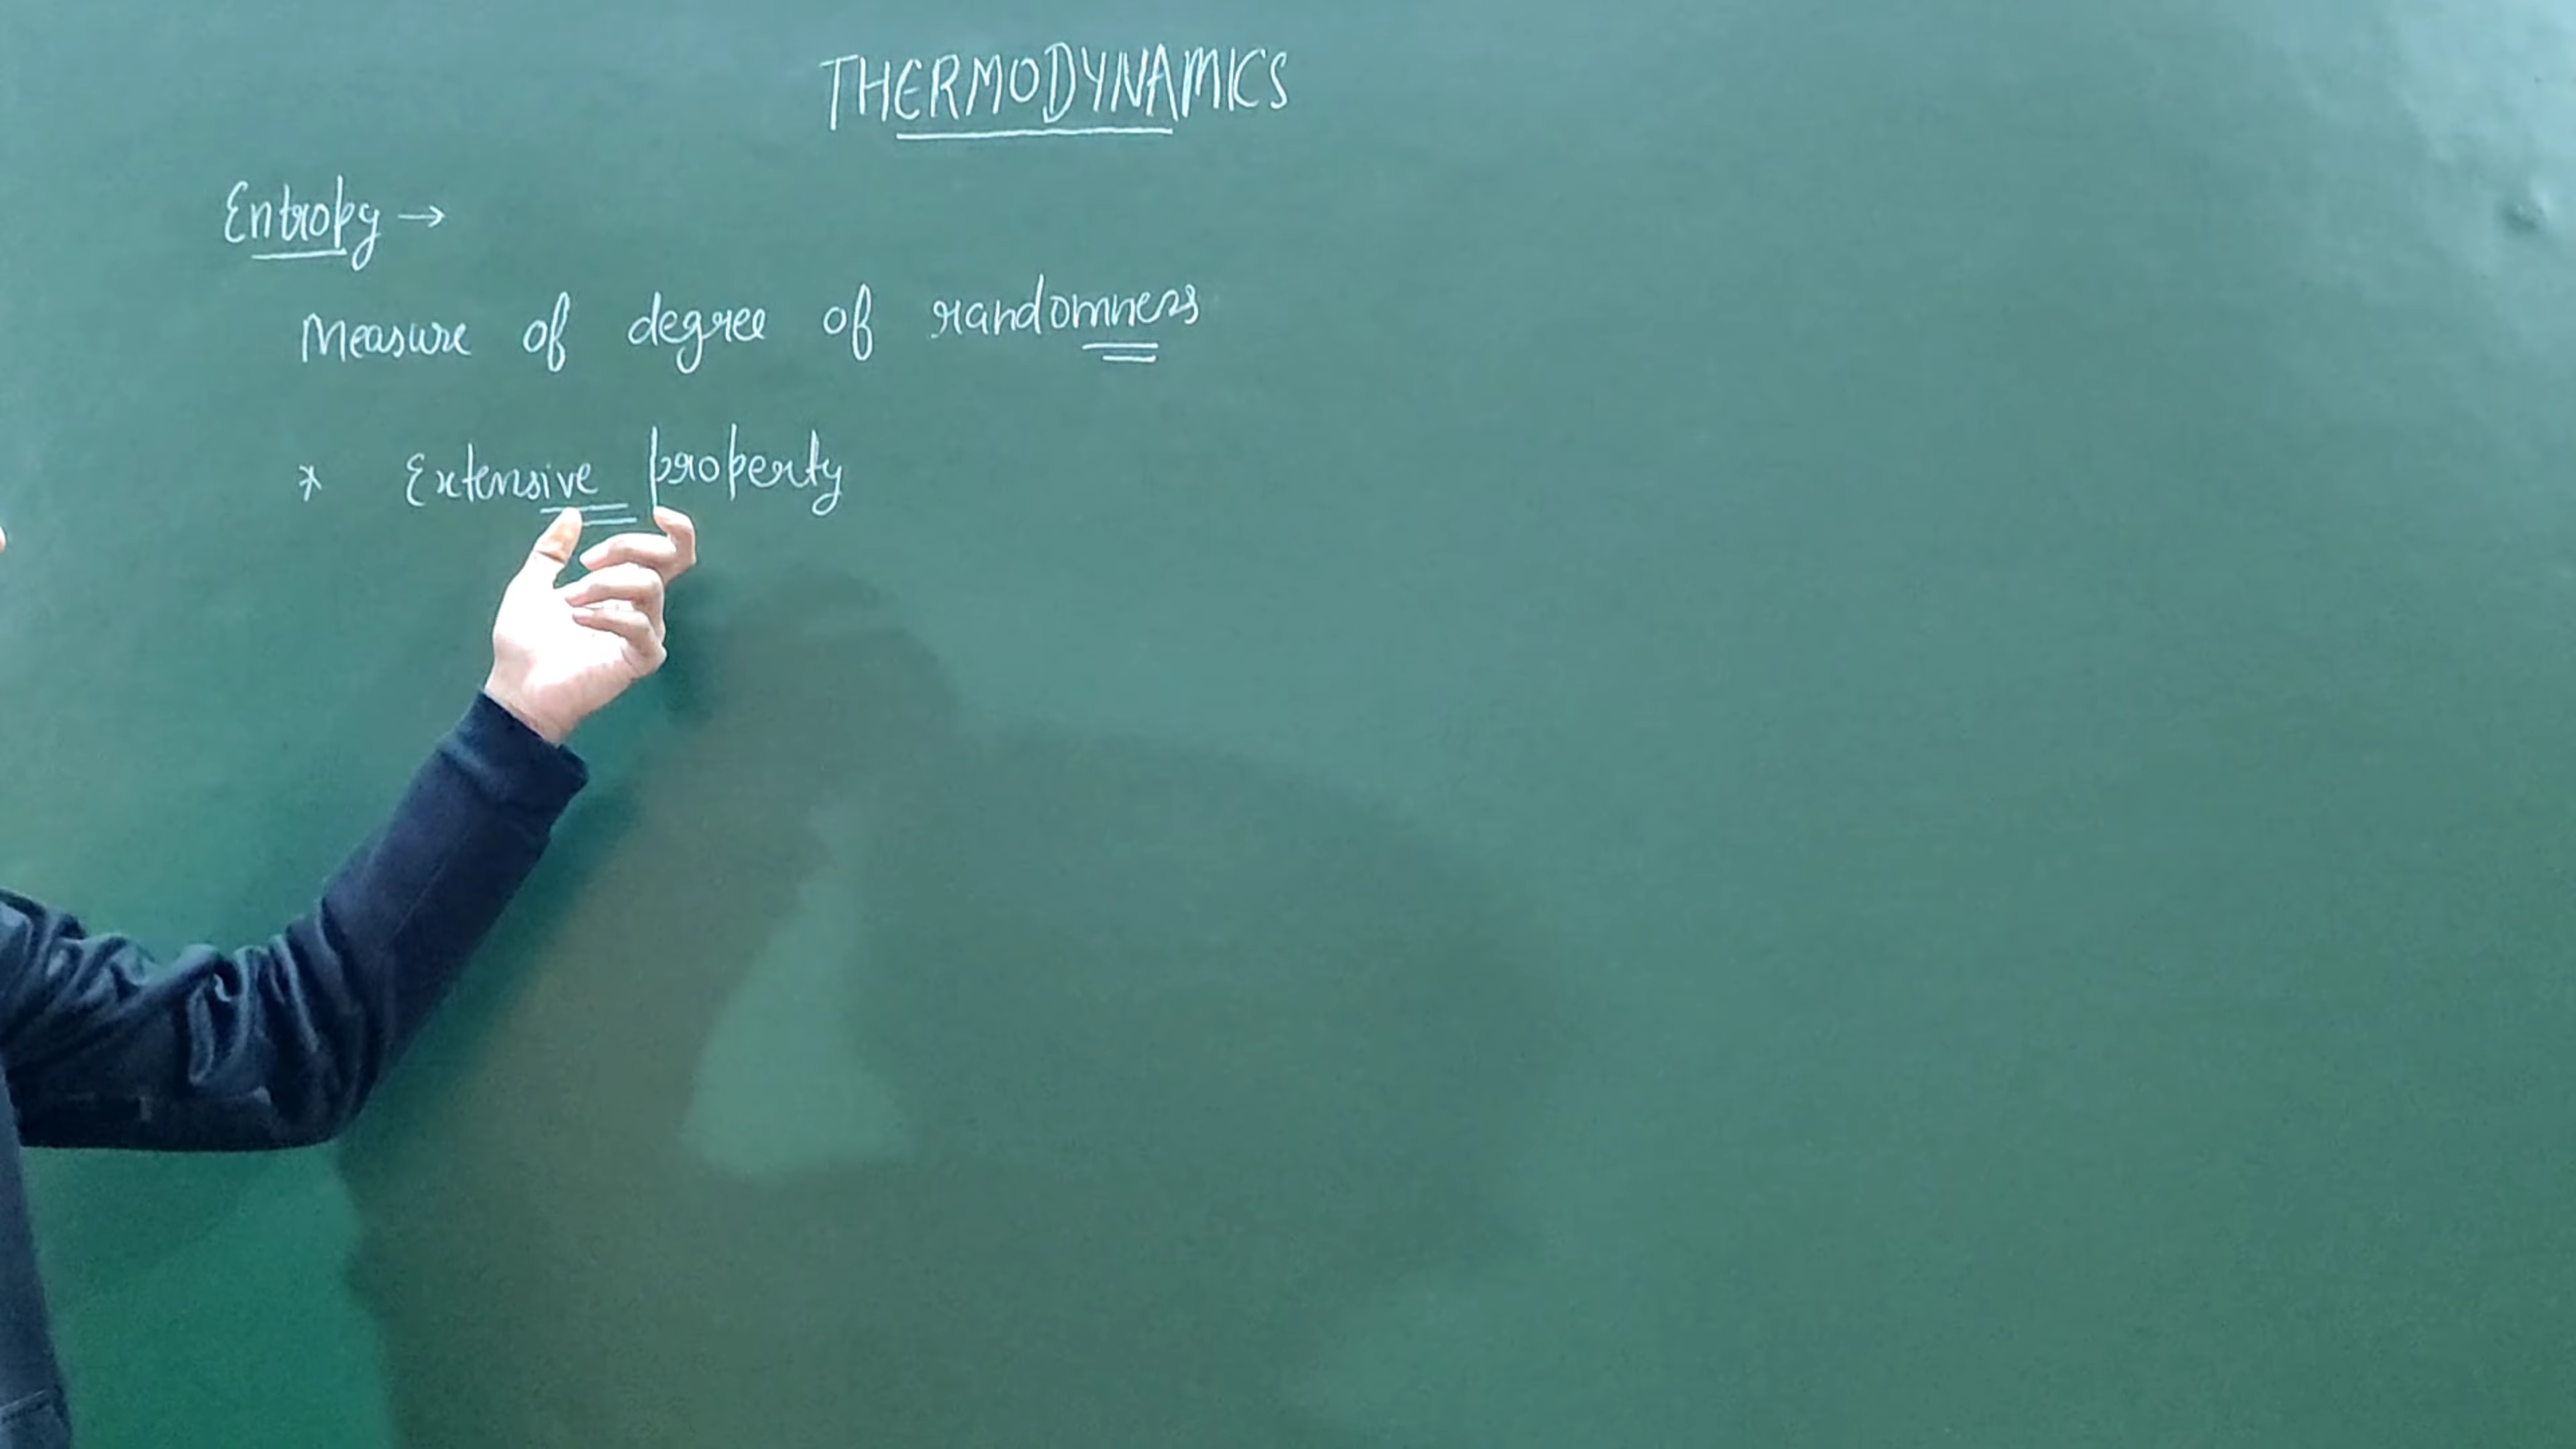 THERMODYNAMICS
Entropy →
Measure of degree of randomness
* Extensive property